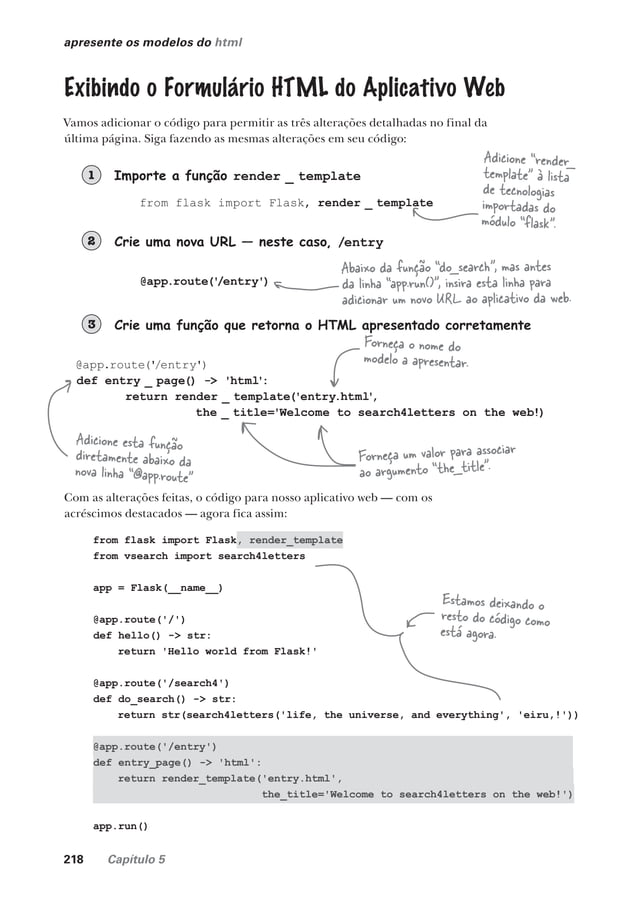 apresente os modelos do html
Exibindo o Formulário HTML do Aplicativo Web
Vamos adicionar o código para permitir as três alterações detalhadas no final da
última página. Siga fazendo as mesmas alterações em seu código:
1 Importe a função render _ template
from flask import Flask, render _ template
Adicione "render_
template" à lista
de tecnologias
importadas do
módulo "flask".
2 Crie uma nova URL — neste caso, /entry
@app.route('/entry')
Abaixo da função "do_search", mas antes
da linha "app.run()", insira esta linha para
adicionar um novo URL ao aplicativo da web.
3 Crie uma função que retorna o HTML apresentado corretamente
Forneça o nome do
modelo a apresentar.
@app.route('/entry')
def entry _ page() -> 'html':
return render _ template('entry.html',
the _ title='Welcome to search4letters on the web!)
Adicione esta função
diretamente abaixo da
nova linha "@app.route"
Forneça um valor para associar
ao argumento "the_title".
Com as alterações feitas, o código para nosso aplicativo web — com os
acréscimos destacados — agora fica assim:
from flask import Flask, render_template
from vsearch import search4letters
app = Flask(__name__)
@app.route('/')
def hello() -> str:
return 'Hello world from Flask!'
Estamos deixando o
resto do código como
está agora.
@app.route('/search4')
def do_search() -> str:
return str(search4letters('life, the universe, and everything', 'eiru,!'))
@app.route('/entry')
def entry_page() -> 'html':
return render_template('entry.html',
the_title='Welcome to search4letters on the web!')
app.run()
218 Capítulo 5